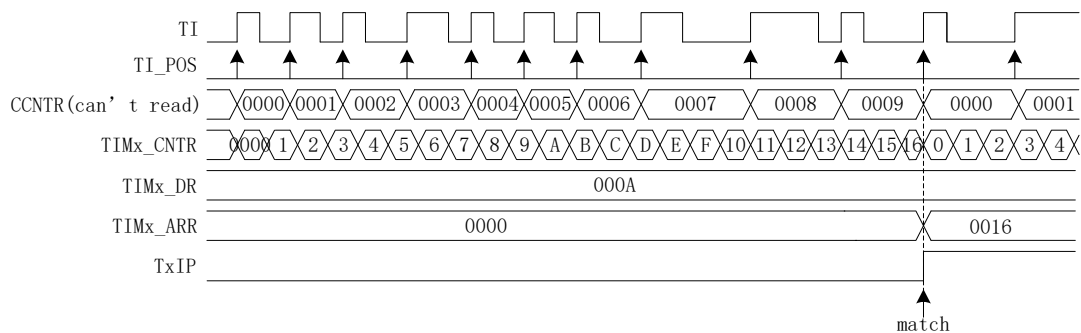 TI
TI_POS
CCNTR(can't read) 0000 0001 0002 0003 0004 0005 0006 0007 0008 0009 0000 0001
TIMx_CNTR 0000 1 2 3 4 5 6 7 8 9 A B C D E F 10 11 12 13 14 15 16 0 1 2 3 4
TIMx_DR 000A
TIMx_ARR 0000 0016
TxIP
match